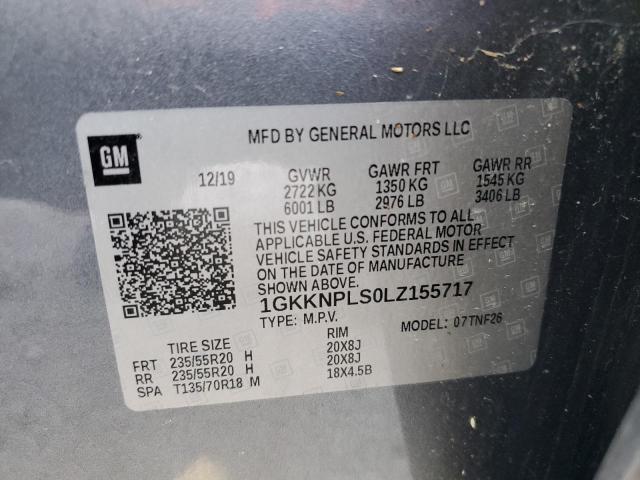 GM
MFD BY GENERAL MOTORS LLC
12/19 GVWR GAWR FRT GAWR RR
2722 KG 1350 KG 1545 KG
6001 LB 2976 LB 3406 LB
THIS VEHICLE CONFORMS TO ALL
APPLICABLE U.S. FEDERAL MOTOR
VEHICLE SAFETY STANDARDS IN EFFECT
ON THE DATE OF MANUFACTURE
SHOWN ABOVE.
1GKKNPLS0LZ155717
TYPE: M.P.V. MODEL: 07TNF26
TIRE SIZE RIM
FRT 235/55R20 H 20X8J
RR 235/55R20 H 20X8J
SPA T135/70R18 M 18X4.5B